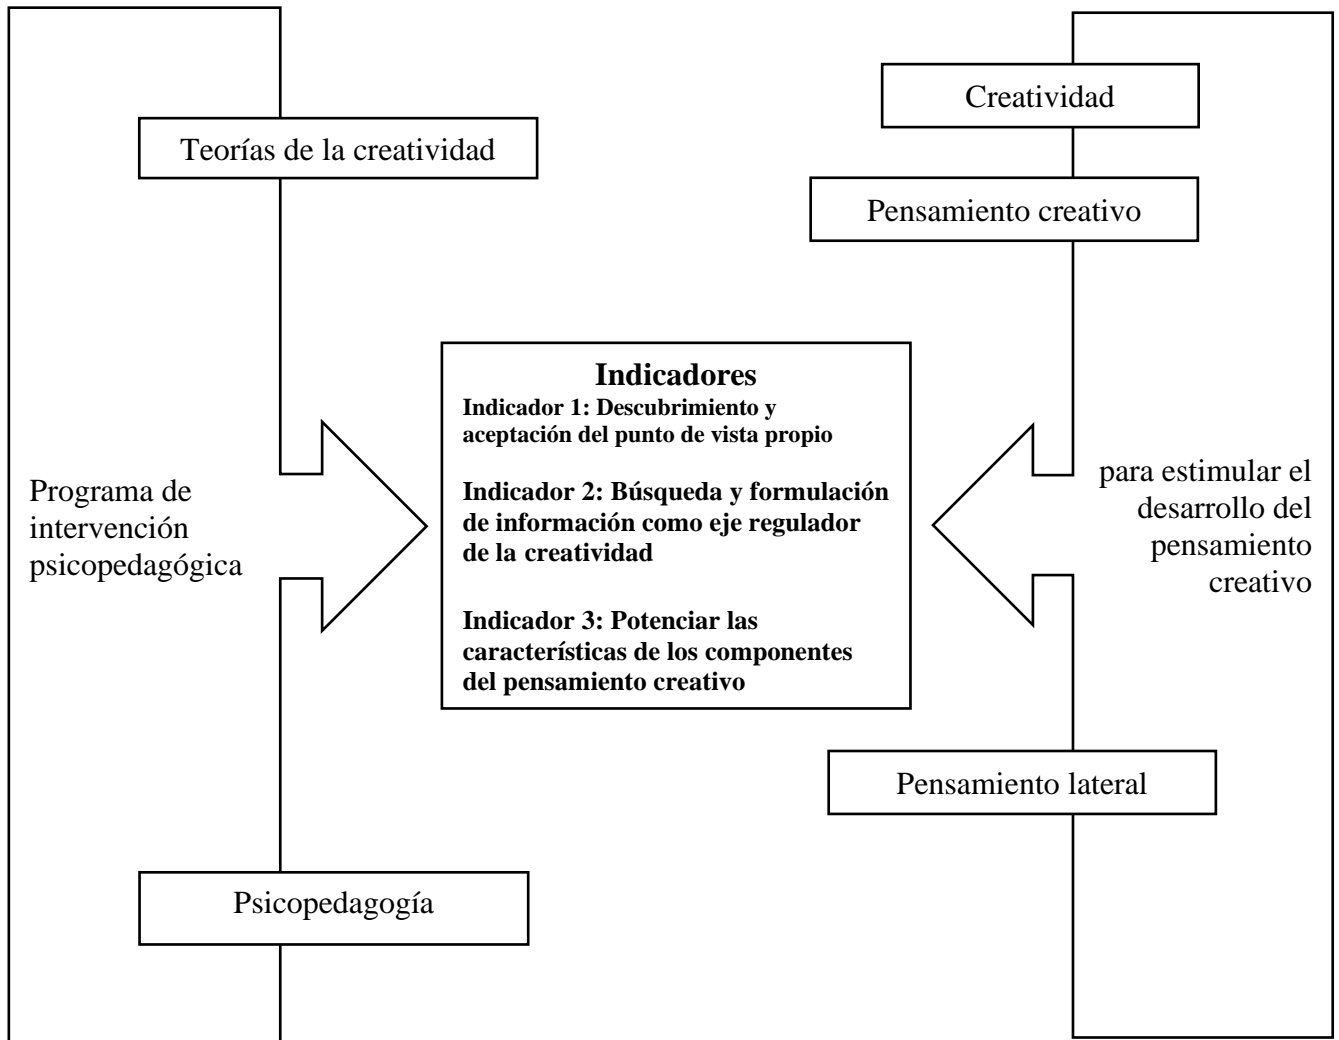 Creatividad
Teorías de la creatividad
Pensamiento creativo
Indicadores
Indicador 1: Descubrimiento y
aceptación del punto de vista propio
Indicador 2: Búsqueda y formulación
de información como eje regulador
de la creatividad
Indicador 3: Potenciar las
características de los componentes
del pensamiento creativo
Programa de
intervención
psicopedagógica
para estimular el
desarrollo del
pensamiento
creativo
Pensamiento lateral
Psicopedagogía